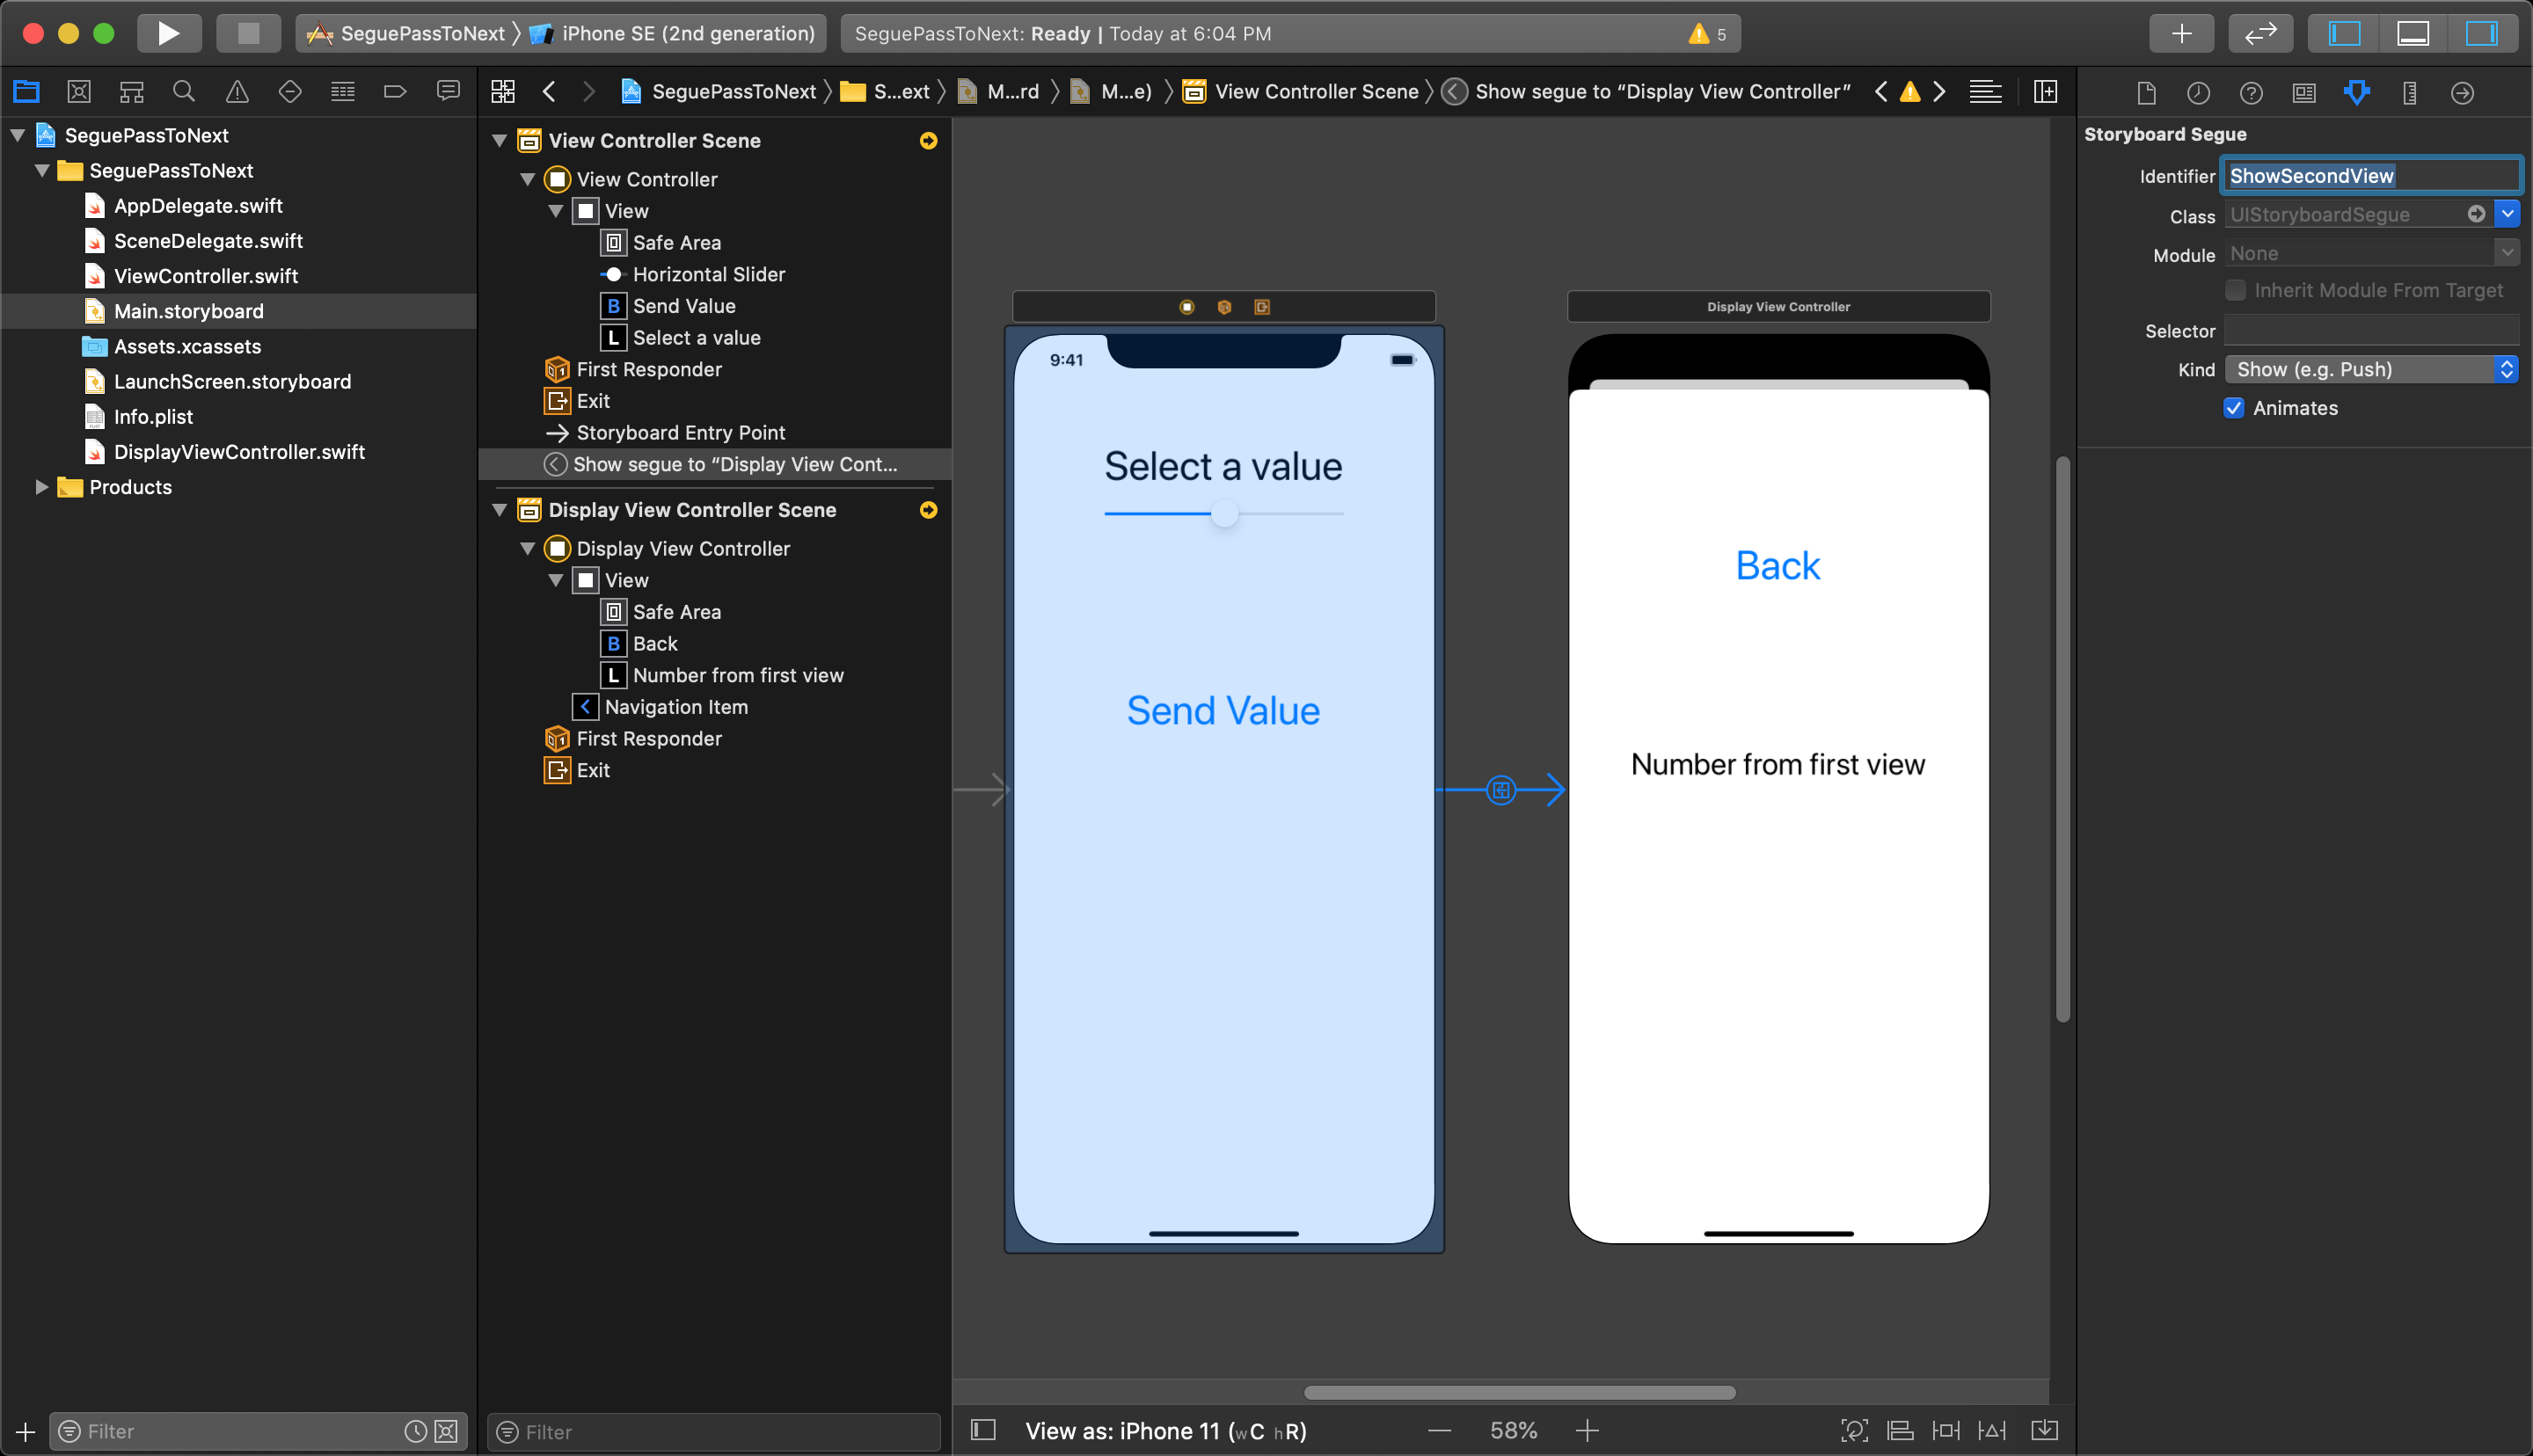 SeguePassToNext 〉 iPhone SE (2nd generation)
SeguePassToNext: Ready | Today at 6:04 PM
5
SeguePassToNext 〉 S...ext 〉 M...rd 〉 M...e) 〉 View Controller Scene 〉 Show segue to “Display View Controller”
SeguePassToNext
SeguePassToNext
AppDelegate.swift
SceneDelegate.swift
ViewController.swift
Main.storyboard
Assets.xcassets
LaunchScreen.storyboard
Info.plist
DisplayViewController.swift
Products
Filter
View Controller Scene
View Controller
View
Safe Area
Horizontal Slider
B Send Value
L Select a value
First Responder
Exit
Storyboard Entry Point
Show segue to “Display View Cont...
Display View Controller Scene
Display View Controller
View
Safe Area
B Back
L Number from first view
Navigation Item
First Responder
Exit
Filter
9:41
Select a value
Send Value
Display View Controller
Back
Number from first view
View as: iPhone 11 (wC hR)
58%
Storyboard Segue
Identifier ShowSecondView
Class UIStoryboardSegue
Module None
Inherit Module From Target
Selector
Kind Show (e.g. Push)
Animates